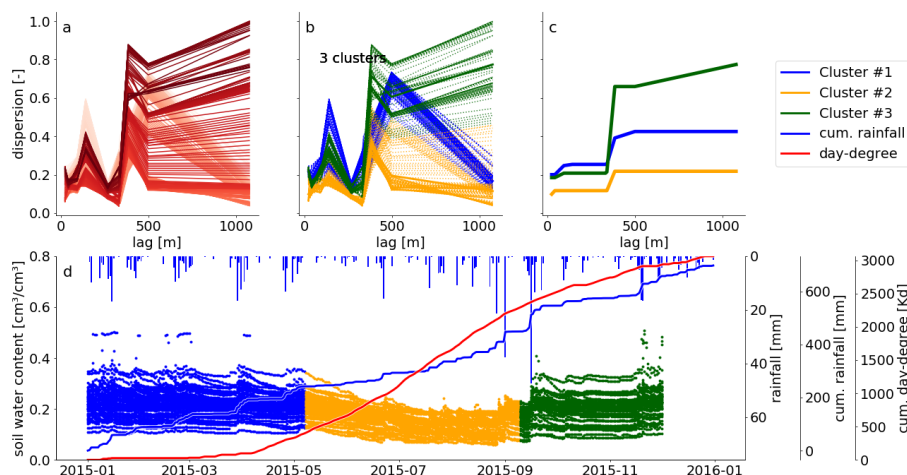 a
b
c
3 clusters
dispersion [-]
1.0
0.8
0.6
0.4
0.2
0.0
0
500
1000
lag [m]
0
500
1000
lag [m]
0
500
1000
lag [m]
Cluster #1
Cluster #2
Cluster #3
cum. rainfall
day-degree
d
soil water content [cm³/cm³]
0.8
0.6
0.4
0.2
0.0
2015-01
2015-03
2015-05
2015-07
2015-09
2015-11
2016-01
0
20
40
60
rainfall [mm]
600
400
200
0
cum. rainfall [mm]
3000
2500
2000
1500
1000
500
0
cum. day-degree [Kd]